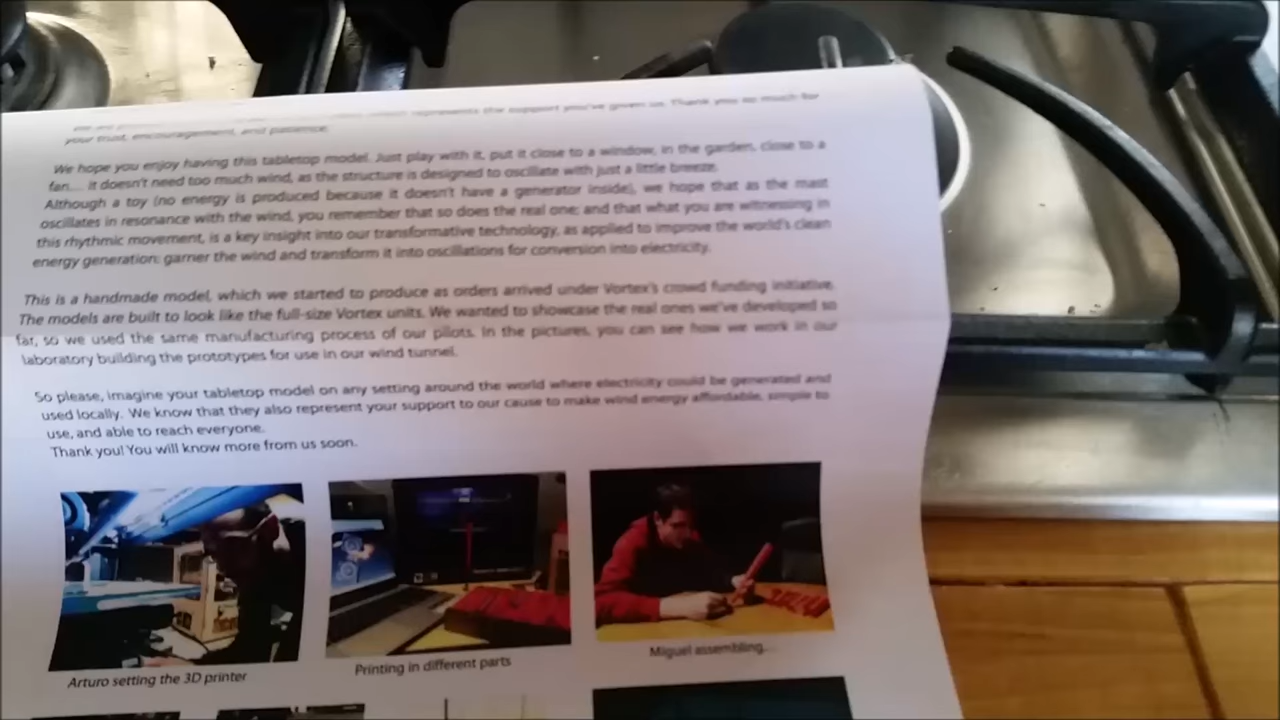 represents the support you've given us. Thank you so much for
your trust, encouragement, and patience.
We hope you enjoy having this tabletop model. Just play with it, put it close to a window, in the garden, close to a
fan.... it doesn't need too much wind, as the structure is designed to oscillate with just a little breeze.
Although a toy (no energy is produced because it doesn't have a generator inside), we hope that as the mast
oscillates in resonance with the wind, you remember that so does the real one; and that what you are witnessing in
this rhythmic movement, is a key insight into our transformative technology, as applied to improve the world's clean
energy generation: garner the wind and transform it into oscillations for conversion into electricity.
This is a handmade model, which we started to produce as orders arrived under Vortex's crowd funding initiative.
The models are built to look like the full-size Vortex units. We wanted to showcase the real ones we've developed so
far, so we used the same manufacturing process of our pilots. In the pictures, you can see how we work in our
laboratory building the prototypes for use in our wind tunnel.
So please, imagine your tabletop model on any setting around the world where electricity could be generated and
used locally. We know that they also represent your support to our cause to make wind energy affordable, simple to
use, and able to reach everyone.
Thank you! You will know more from us soon.
Arturo setting the 3D printer
Printing in different parts
Miguel assembling...